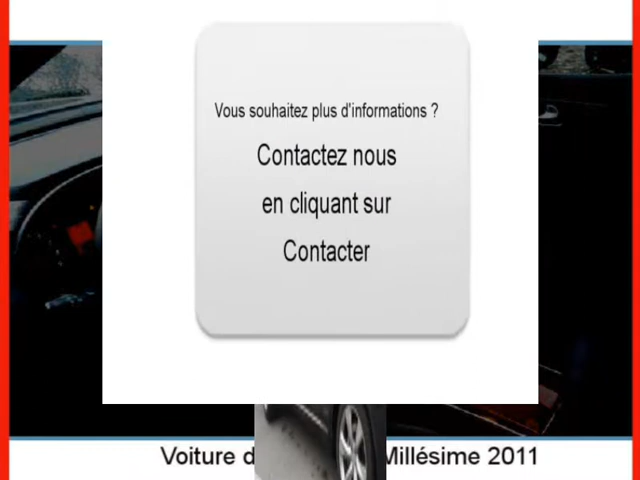 Vous souhaitez plus d'informations ?
Contactez nous
en cliquant sur
Contacter
Voiture Millésime 2011